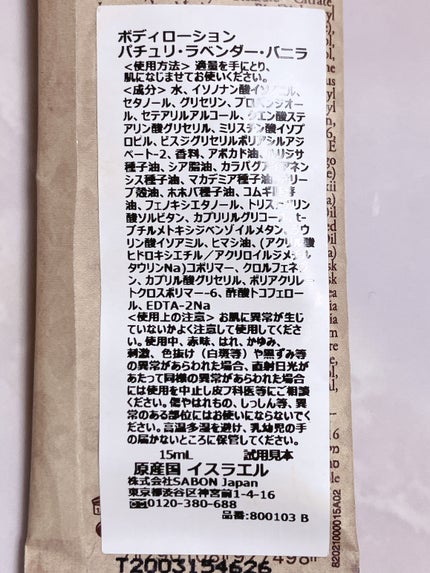 ボディローション
パチュリ・ラベンダー・バニラ
<使用方法> 適量を手にとり、
肌になじませてお使いください。
<成分> 水、イソノナン酸イソ
セタノール、グリセリン、プロパンジオー
ル、セテアリルアルコール、クエン酸ステ
アリン酸グリセリル、ミリスチン酸イソプ
ロピル、ビスジグリセリルポリアシルアジ
ペート-2、香料、アボカド油、
種子油、シア脂油、カラパグア
シス種子油、マカデミア種子油、
ブ殻油、ホホバ種子油、コムギ
油、フェノキシエタノール、
酸ソルビタン、カプリリルグリコール、t-
ブチルメトキシジベンゾイルメタン、
リン酸イソアミル、ヒマシ油、(アクリル酸
ヒドロキシエチル/アクリロイルジメチル
タウリンNa)コポリマー、クロルフェネシ
ン、カプリル酸グリセリル、ポリアクリレー
トクロスポリマー-6、酢酸トコフェロー
ル、EDTA-2Na
<使用上の注意> お肌に異常が生じ
ていないかよく注意して使用してくださ
い。使用中、赤味、はれ、かゆみ、
刺激、色抜け(白斑等)や黒ずみ等
の異常があらわれた場合、直射日光が
あたって同様の異常があらわれた場合
には使用を中止し皮フ科医等にご相談
ください。傷やはれもの、しっしん等、異
常のある部位にはお使いにならないでく
ださい。高温多湿を避け、乳幼児の手
の届かないところに保管してください。
15mL 試用見本
原産国 イスラエル
株式会社SABON Japan
東京都渋谷区神宮前1-4-16
0120-380-688
品番:800103 B
82021000015A02
T2003154626